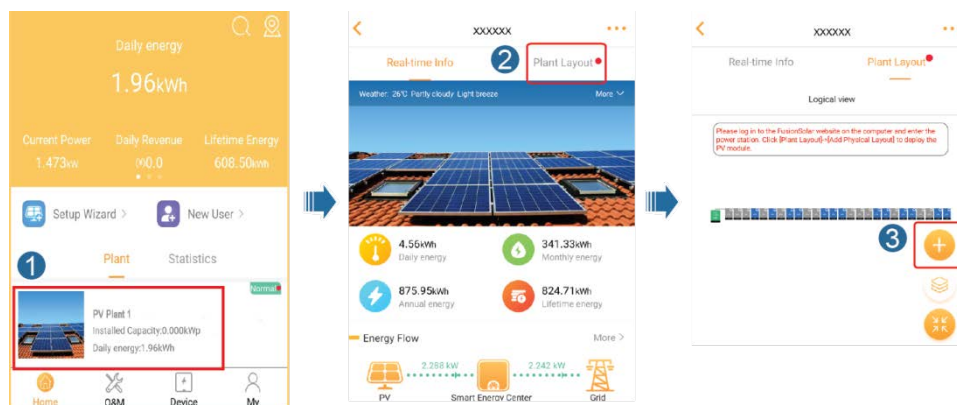 Daily energy
1.96kWh
Current Power
Daily Revenue
Lifetime Energy
1.473kw
0.0
608.50kwh
Setup Wizard >
New User >
1
Plant
Statistics
Normal
PV Plant 1
Installed Capacity:0.000kWp
Daily energy:1.96kWh
Home
O&M
Device
My
xxxxxx
Real-time Info
2
Plant Layout
Weather: 26°C Partly cloudy Light breeze
More
4.56kWh
Daily energy
341.33kWh
Monthly energy
875.95kWh
Annual energy
824.71kWh
Lifetime energy
Energy Flow
More >
2.288 kW
2.242 kW
PV
Smart Energy Center
Grid
xxxxxx
Real-time Info
Plant Layout
Logical view
Please log in to the FusionSolar website on the computer and enter the
power station. Click [Plant Layout]->[Add Physical Layout] to deploy the
PV module.
3